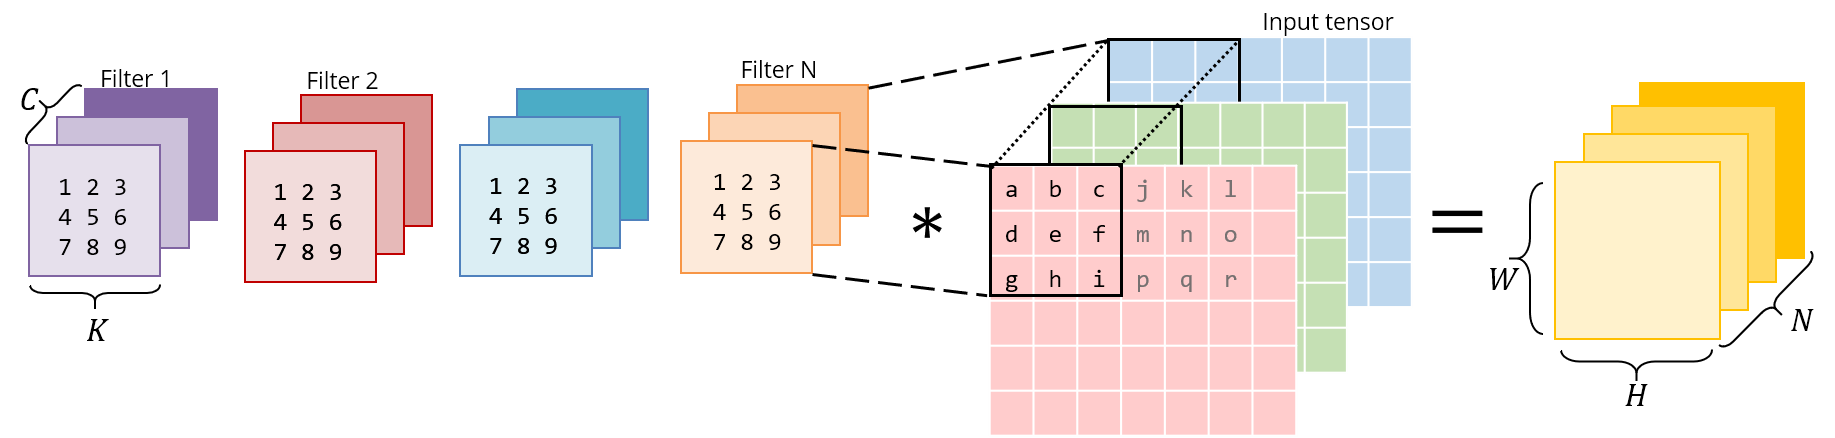 Input tensor
Filter 1
Filter 2
Filter N
C
1 2 3
4 5 6
7 8 9
K
1 2 3
4 5 6
7 8 9
1 2 3
4 5 6
7 8 9
1 2 3
4 5 6
7 8 9
*
a b c j k l
d e f m n o
g h i p q r
=
W
H
N